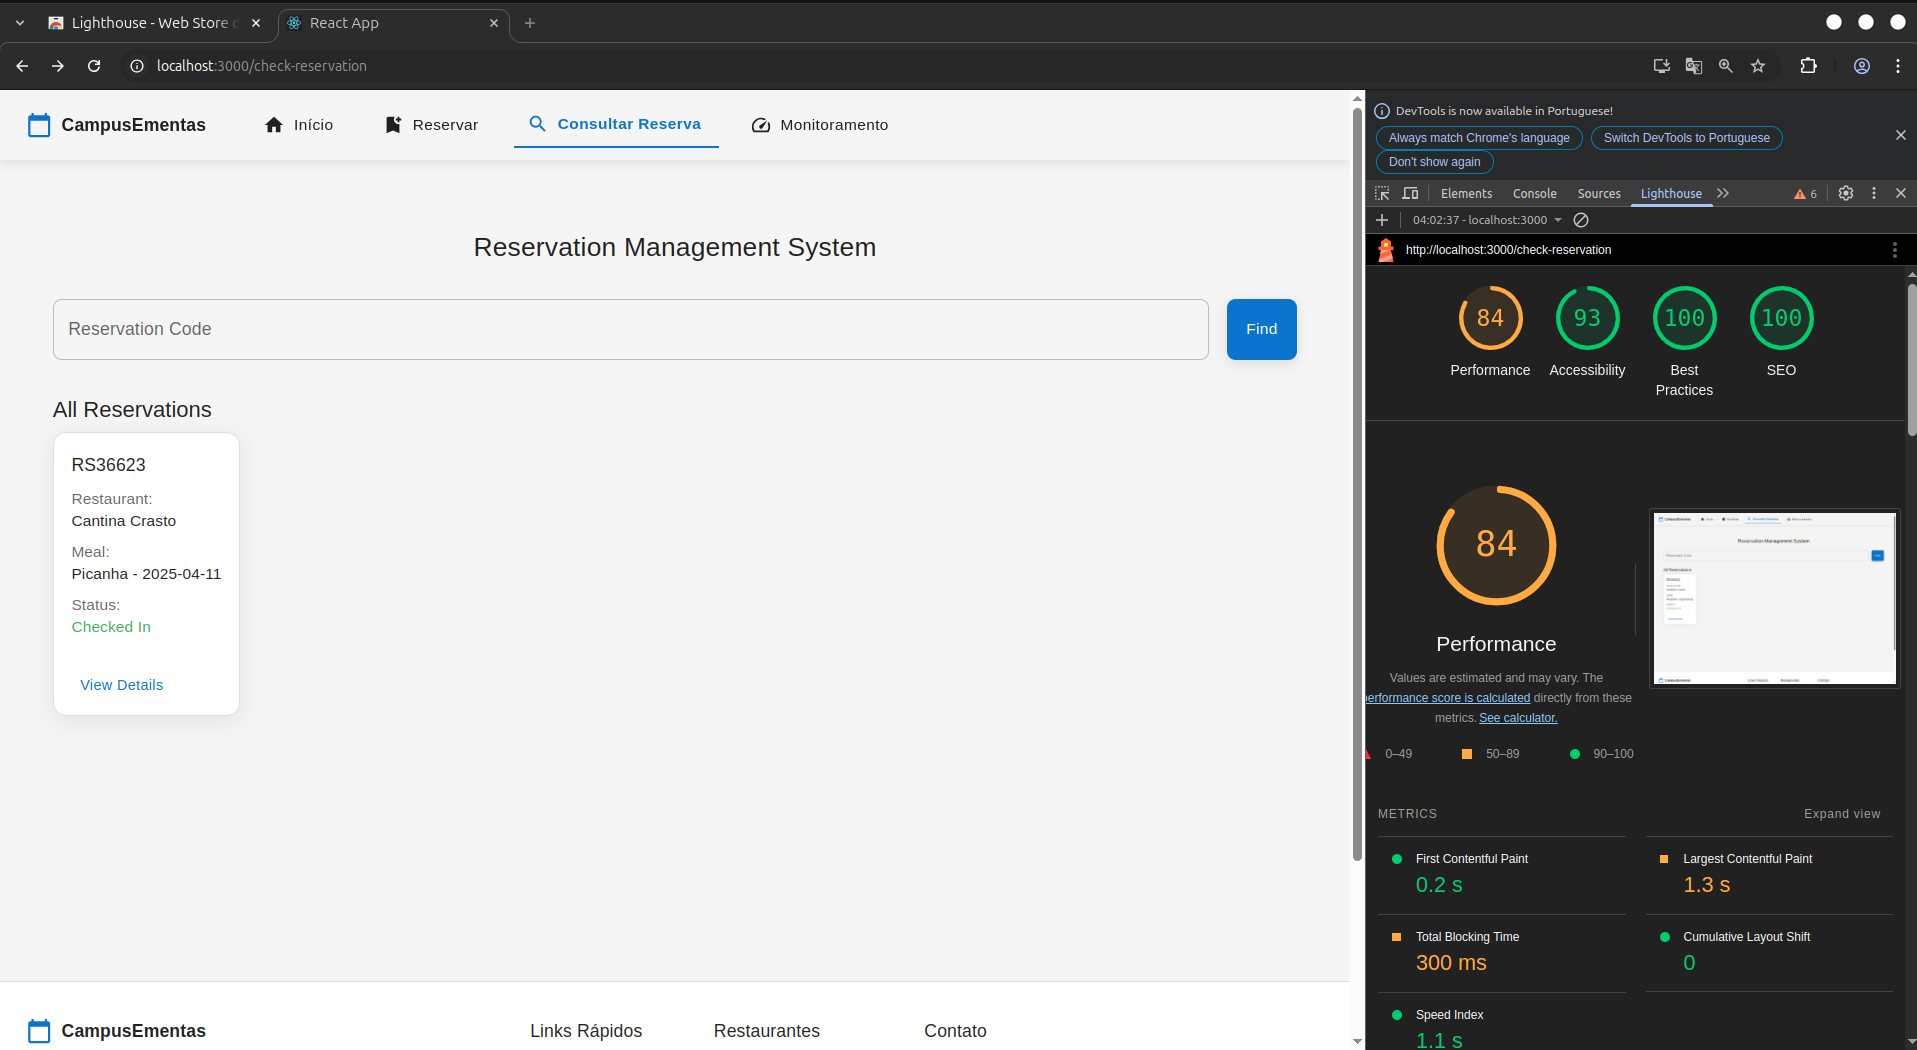 Lighthouse - Web Store
React App
localhost:3000/check-reservation
CampusEmentas
Início
Reservar
Consultar Reserva
Monitoramento
Reservation Management System
Reservation Code
Find
All Reservations
RS36623
Restaurant:
Cantina Crasto
Meal:
Picanha - 2025-04-11
Status:
Checked In
View Details
CampusEmentas
Links Rápidos
Restaurantes
Contato
DevTools is now available in Portuguese!
Always match Chrome's language
Switch DevTools to Portuguese
Don't show again
Elements
Console
Sources
Lighthouse
6
04:02:37 - localhost:3000
http://localhost:3000/check-reservation
84
93
100
100
Performance
Accessibility
Best
Practices
SEO
84
Performance
Values are estimated and may vary. The
performance score is calculated directly from these
metrics. See calculator.
0–49
50–89
90–100
METRICS
Expand view
First Contentful Paint
0.2 s
Largest Contentful Paint
1.3 s
Total Blocking Time
300 ms
Cumulative Layout Shift
0
Speed Index
1.1 s